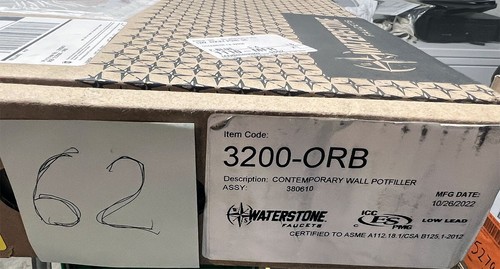 WATERSTONE
62
Item Code:
3200-ORB
Description: CONTEMPORARY WALL POTFILLER
ASSY: 380610
MFG DATE:
10/26/2022
WATERSTONE
FAUCETS
ICC
ES
PMG
LOW LEAD
CERTIFIED TO ASME A112.18.1/CSA B125.1-2012